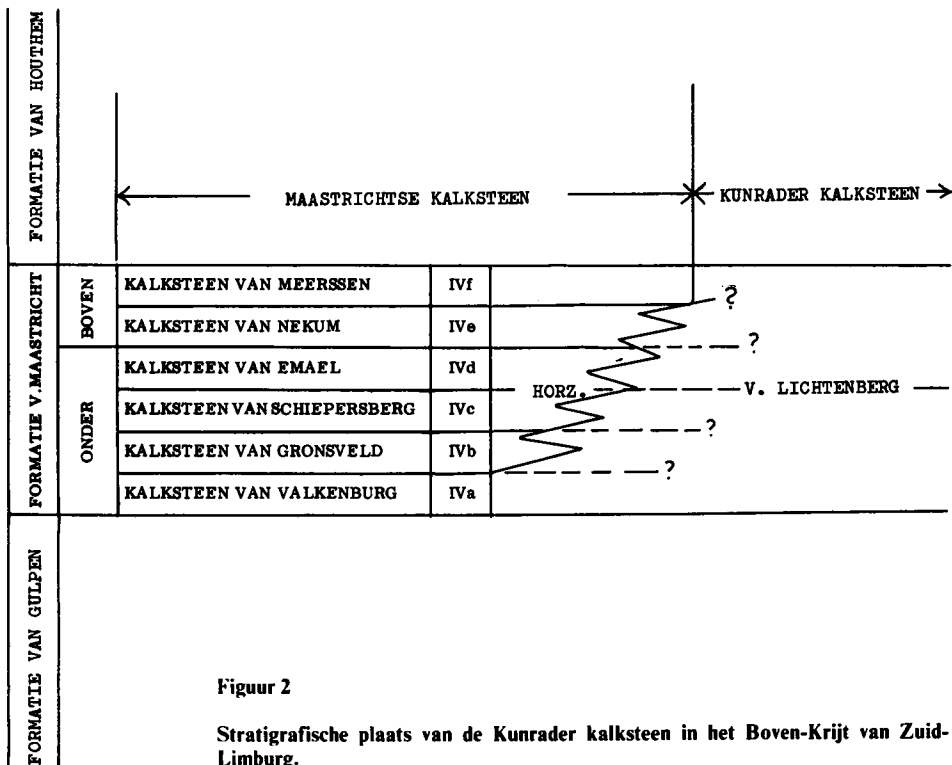 FORMATIE VAN HOUTHEM
MAASTRICHTSE KALKSTEEN
KUNRADER KALKSTEEN
FORMATIE V.MAASTRICHT
BOVEN
KALKSTEEN VAN MEERSSEN IVf
?
KALKSTEEN VAN NEKUM IVe
?
ONDER
KALKSTEEN VAN EMAEL IVd
HORZ. V. LICHTENBERG
KALKSTEEN VAN SCHIEPERSBERG IVc
?
KALKSTEEN VAN GRONSVELD IVb
?
KALKSTEEN VAN VALKENBURG IVa
FORMATIE VAN GULPEN
Figuur 2
Stratigrafische plaats van de Kunrader kalksteen in het Boven-Krijt van Zuid-
Limburg.